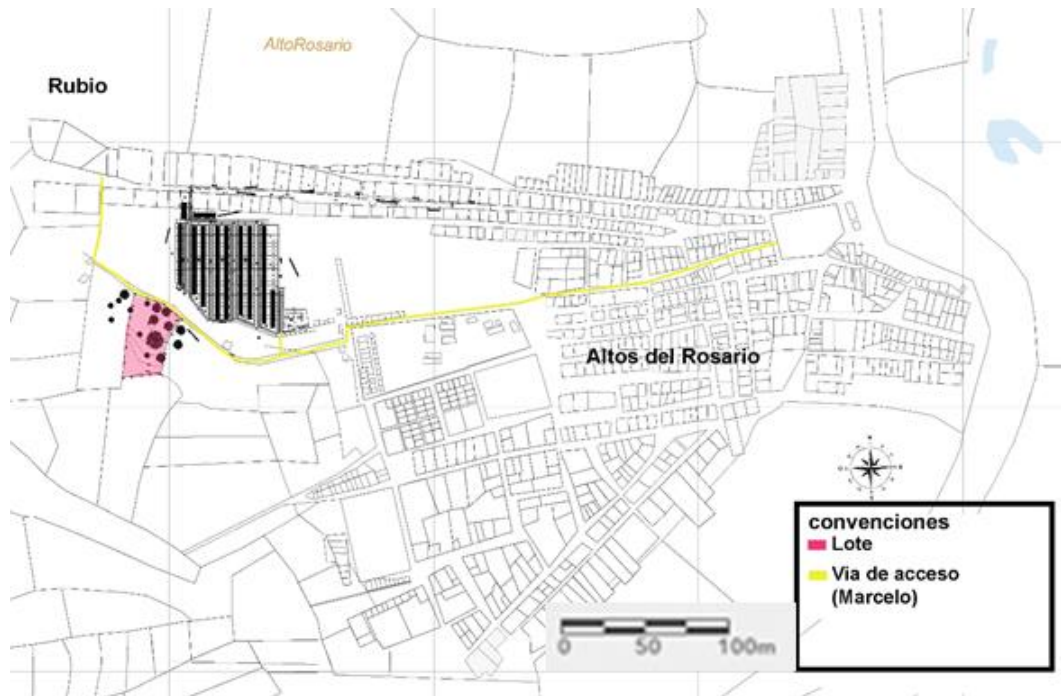 AltoRosario
Rubio
Altos del Rosario
convenciones
Lote
Via de acceso
(Marcelo)
0 50 100m